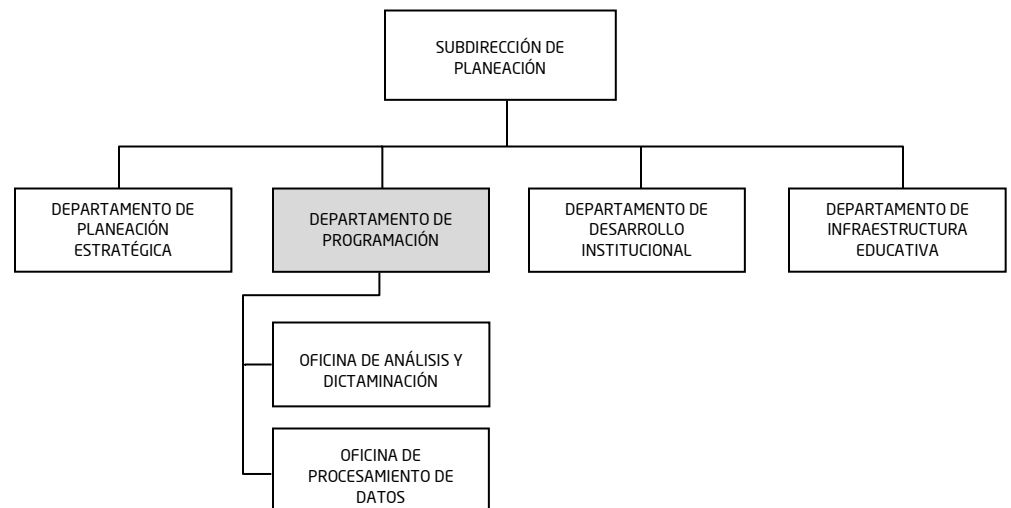 SUBDIRECCIÓN DE
PLANEACIÓN
DEPARTAMENTO DE
PLANEACIÓN
ESTRATÉGICA
DEPARTAMENTO DE
PROGRAMACIÓN
DEPARTAMENTO DE
DESARROLLO
INSTITUCIONAL
DEPARTAMENTO DE
INFRAESTRUCTURA
EDUCATIVA
OFICINA DE ANÁLISIS Y
DICTAMINACIÓN
OFICINA DE
PROCESAMIENTO DE
DATOS